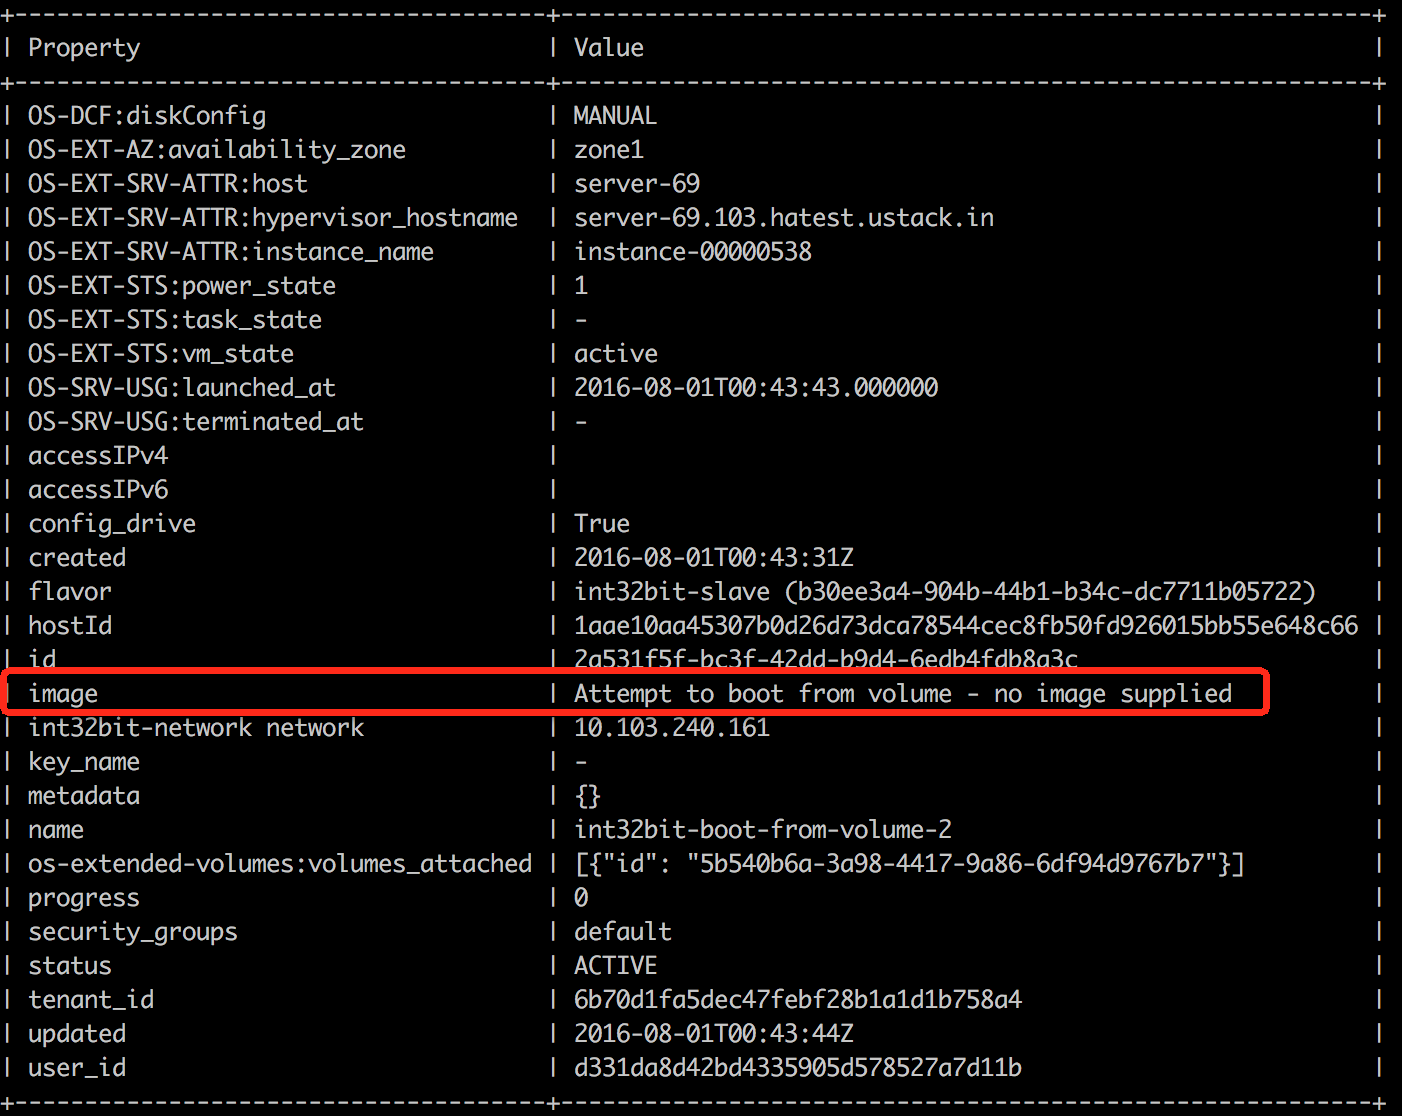 +--------------------------------------+----------------------------------------------------------+
| Property                             | Value                                                    |
+--------------------------------------+----------------------------------------------------------+
| OS-DCF:diskConfig                    | MANUAL                                                   |
| OS-EXT-AZ:availability_zone          | zone1                                                    |
| OS-EXT-SRV-ATTR:host                 | server-69                                                |
| OS-EXT-SRV-ATTR:hypervisor_hostname  | server-69.103.hatest.ustack.in                           |
| OS-EXT-SRV-ATTR:instance_name        | instance-00000538                                        |
| OS-EXT-STS:power_state               | 1                                                        |
| OS-EXT-STS:task_state                | -                                                        |
| OS-EXT-STS:vm_state                  | active                                                   |
| OS-SRV-USG:launched_at               | 2016-08-01T00:43:43.000000                               |
| OS-SRV-USG:terminated_at             | -                                                        |
| accessIPv4                           |                                                          |
| accessIPv6                           |                                                          |
| config_drive                         | True                                                     |
| created                              | 2016-08-01T00:43:31Z                                     |
| flavor                               | int32bit-slave (b30ee3a4-904b-44b1-b34c-dc7711b05722)    |
| hostId                               | 1aae10aa45307b0d26d73dca78544cec8fb50fd926015bb55e648c66 |
| id                                   | 2a531f5f-bc3f-42dd-b9d4-6edb4fdb8a3c                     |
| image                                | Attempt to boot from volume - no image supplied          |
| int32bit-network network             | 10.103.240.161                                           |
| key_name                             | -                                                        |
| metadata                             | {}                                                       |
| name                                 | int32bit-boot-from-volume-2                              |
| os-extended-volumes:volumes_attached | [{"id": "5b540b6a-3a98-4417-9a86-6df94d9767b7"}]         |
| progress                             | 0                                                        |
| security_groups                      | default                                                  |
| status                               | ACTIVE                                                   |
| tenant_id                            | 6b70d1fa5dec47febf28b1a1d1b758a4                         |
| updated                              | 2016-08-01T00:43:44Z                                     |
| user_id                              | d331da8d42bd4335905d578527a7d11b                         |
+--------------------------------------+----------------------------------------------------------+